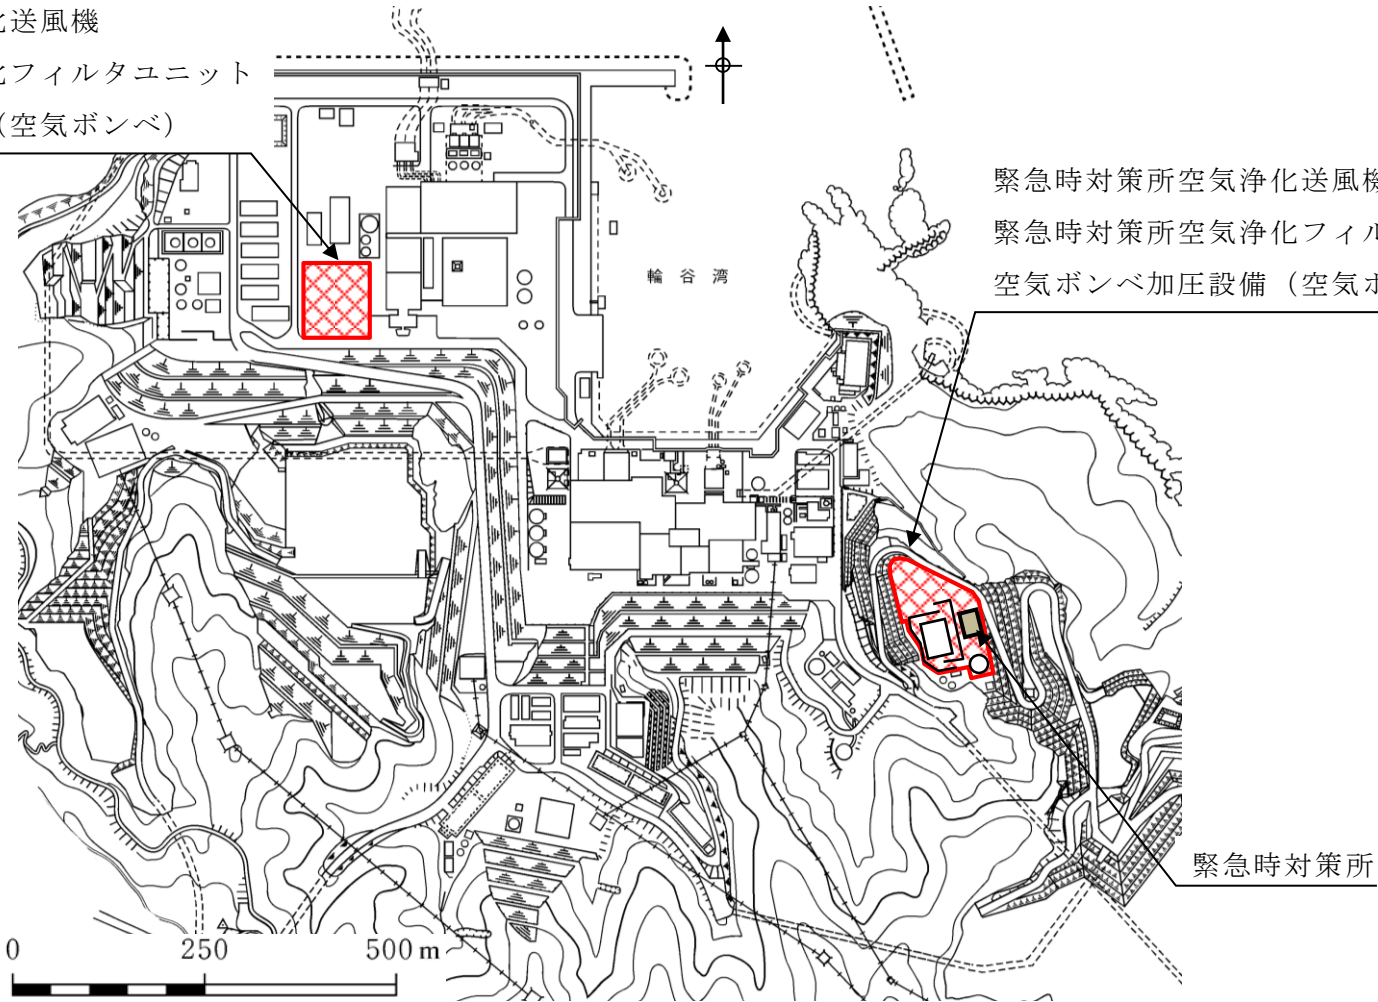 化送風機
化フィルタユニット
（空気ボンベ）
緊急時対策所空気浄化送風機
緊急時対策所空気浄化フィル
空気ボンベ加圧設備（空気ボ
輪谷湾
緊急時対策所
0 250 500 m